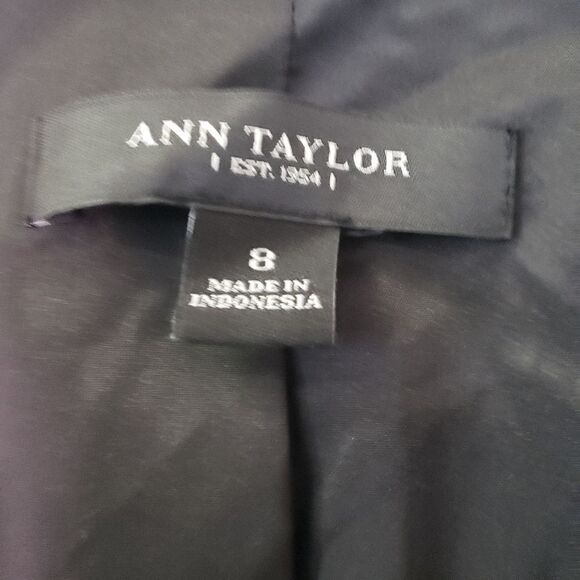 ANN TAYLOR
| EST. 1954 |
8
MADE IN
INDONESIA